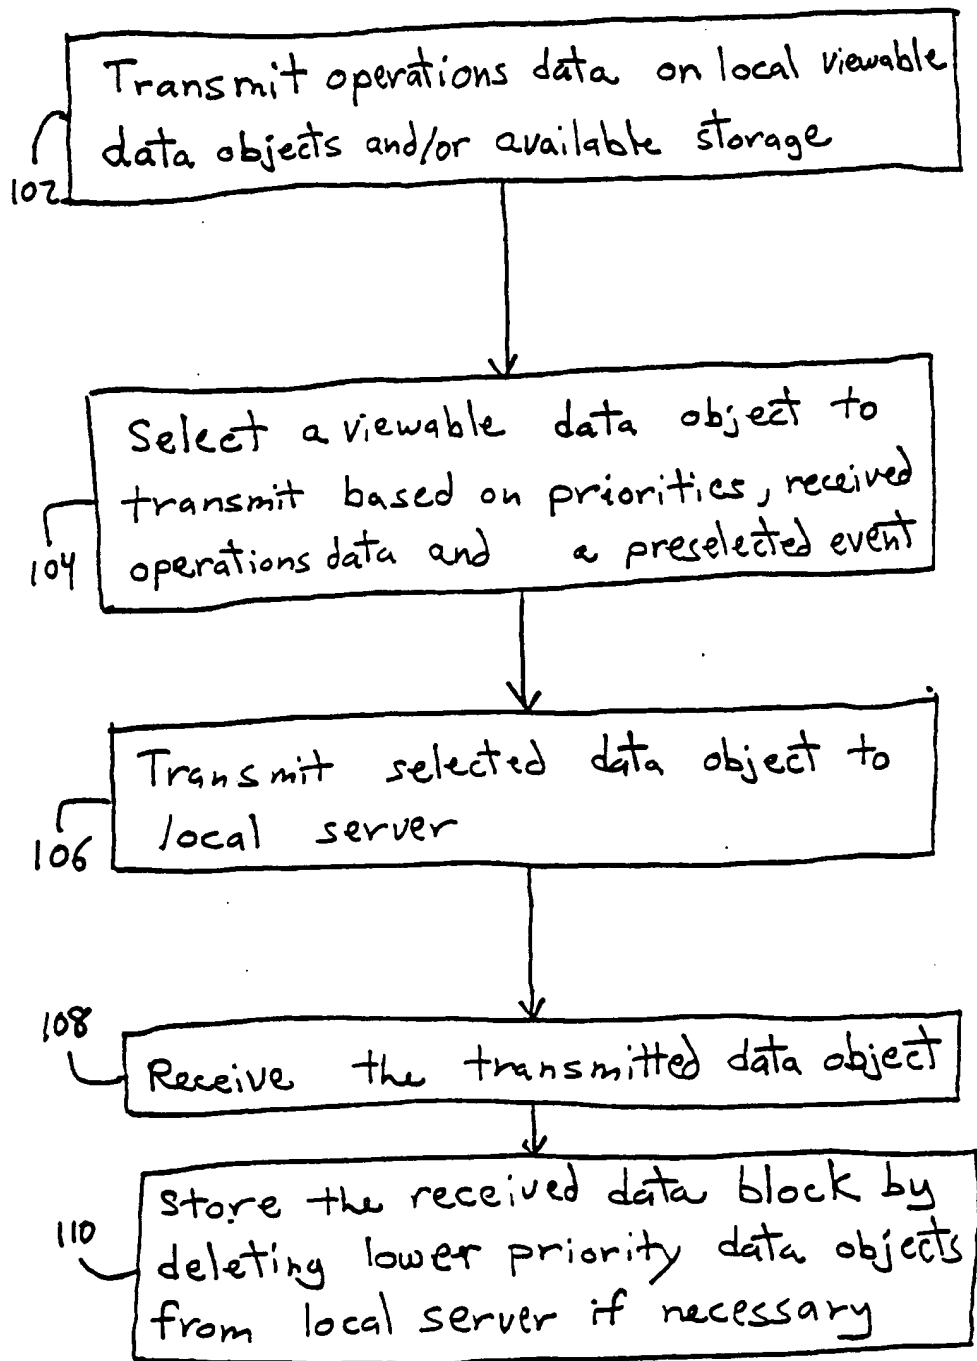 Transmit operations data on local viewable
data objects and/or available storage
102
Select a viewable data object to
transmit based on priorities, received
operations data and a preselected event
104
Transmit selected data object to
local server
106
108
Receive the transmitted data object
110
Store the received data block by
deleting lower priority data objects
from local server if necessary